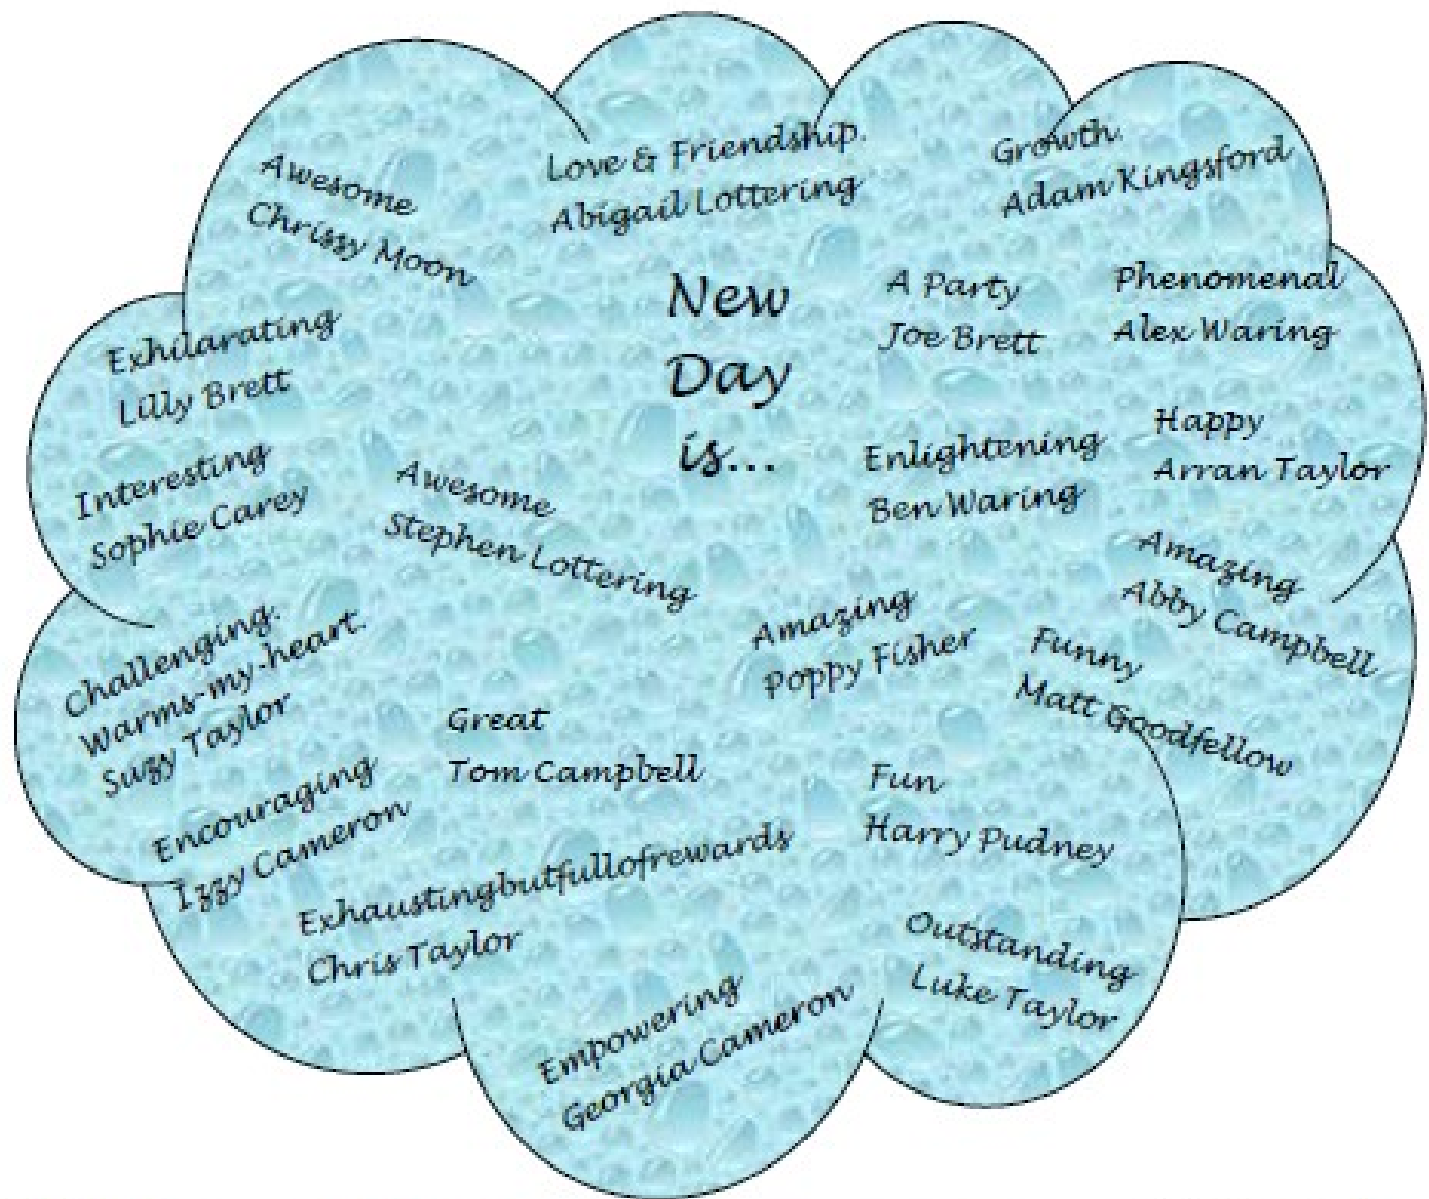 Awesome
Chrissy Moon
Love & Friendship.
Abigail Lottering
Growth.
Adam Kingsford
New
Day
is...
A Party
Joe Brett
Phenomenal
Alex Waring
Exhilarating
Lilly Brett
Interesting
Sophie Carey
Awesome
Stephen Lottering
Enlightening
Ben Waring
Happy
Arran Taylor
Amazing
Abby Campbell
Challenging.
Warms-my-heart.
Suzy Taylor
Amazing
Poppy Fisher
Funny
Matt Goodfellow
Great
Tom Campbell
Encouraging
Izzy Cameron
Fun
Harry Pudney
Exhaustingbutfullofrewards
Chris Taylor
Outstanding
Luke Taylor
Empowering
Georgia Cameron